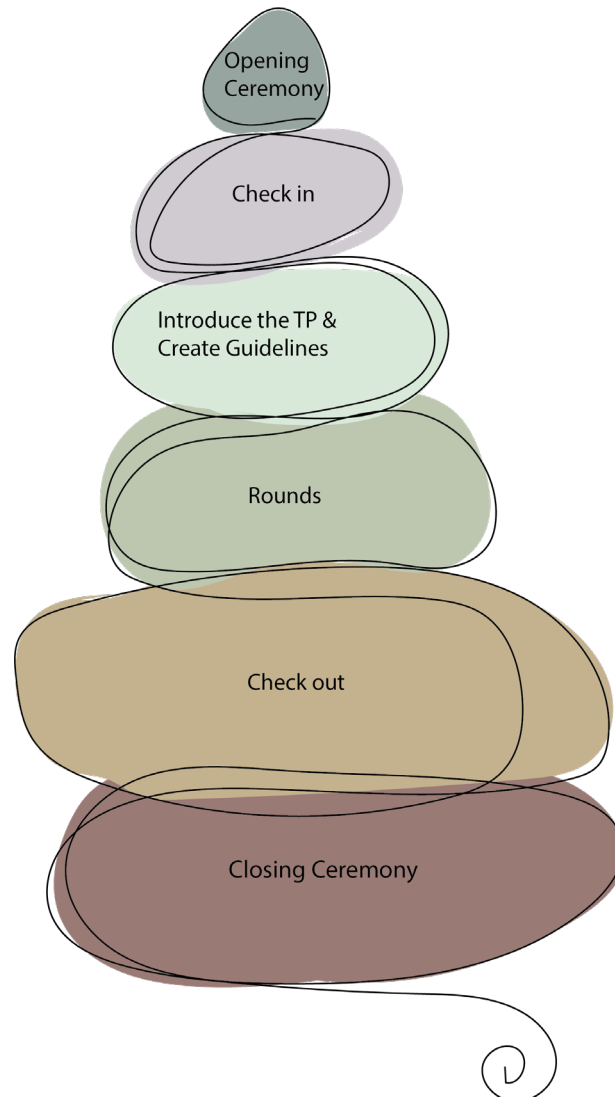 Opening
Ceremony
Check in
Introduce the TP &
Create Guidelines
Rounds
Check out
Closing Ceremony